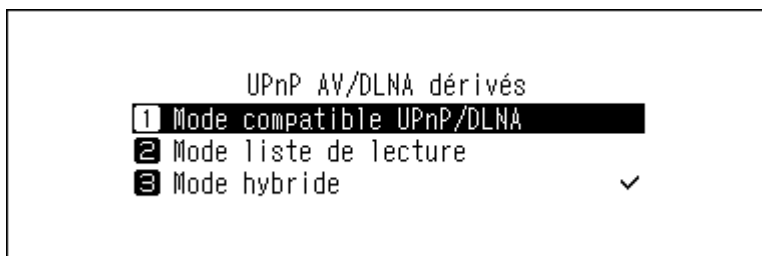 UPnP AV/DLNA dérivés
1 Mode compatible UPnP/DLNA
2 Mode liste de lecture
3 Mode hybride ✓